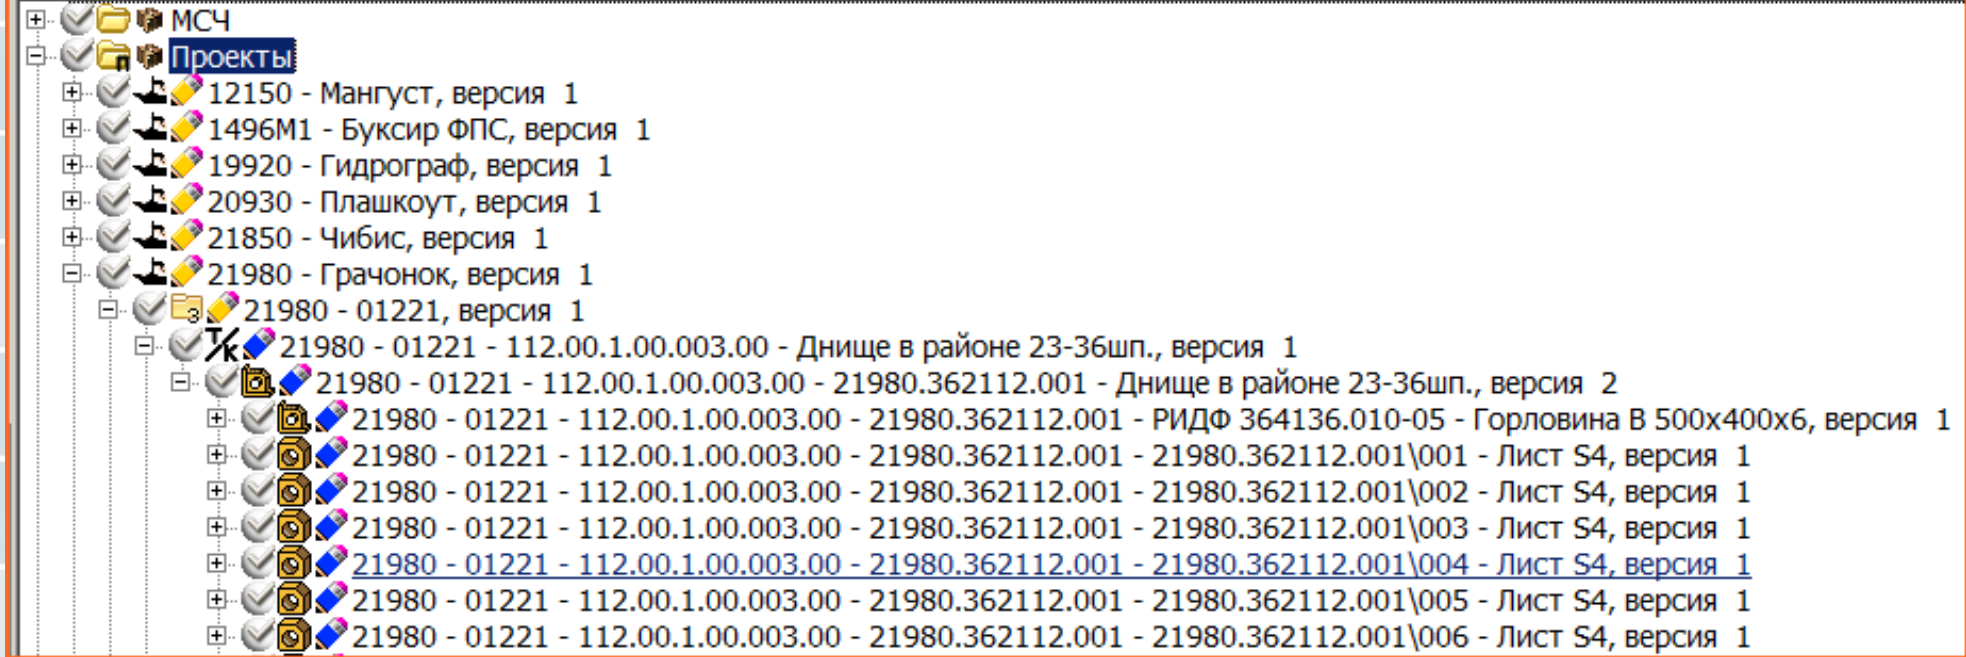 МСЧ
Проекты
12150 - Мангуст, версия 1
1496М1 - Буксир ФПС, версия 1
19920 - Гидрограф, версия 1
20930 - Плашкоут, версия 1
21850 - Чибис, версия 1
21980 - Грачонок, версия 1
21980 - 01221, версия 1
21980 - 01221 - 112.00.1.00.003.00 - Днище в районе 23-36шп., версия 1
21980 - 01221 - 112.00.1.00.003.00 - 21980.362112.001 - Днище в районе 23-36шп., версия 2
21980 - 01221 - 112.00.1.00.003.00 - 21980.362112.001 - РИДФ 364136.010-05 - Горловина В 500х400х6, версия 1
21980 - 01221 - 112.00.1.00.003.00 - 21980.362112.001 - 21980.362112.001\001 - Лист S4, версия 1
21980 - 01221 - 112.00.1.00.003.00 - 21980.362112.001 - 21980.362112.001\002 - Лист S4, версия 1
21980 - 01221 - 112.00.1.00.003.00 - 21980.362112.001 - 21980.362112.001\003 - Лист S4, версия 1
21980 - 01221 - 112.00.1.00.003.00 - 21980.362112.001 - 21980.362112.001\004 - Лист S4, версия 1
21980 - 01221 - 112.00.1.00.003.00 - 21980.362112.001 - 21980.362112.001\005 - Лист S4, версия 1
21980 - 01221 - 112.00.1.00.003.00 - 21980.362112.001 - 21980.362112.001\006 - Лист S4, версия 1